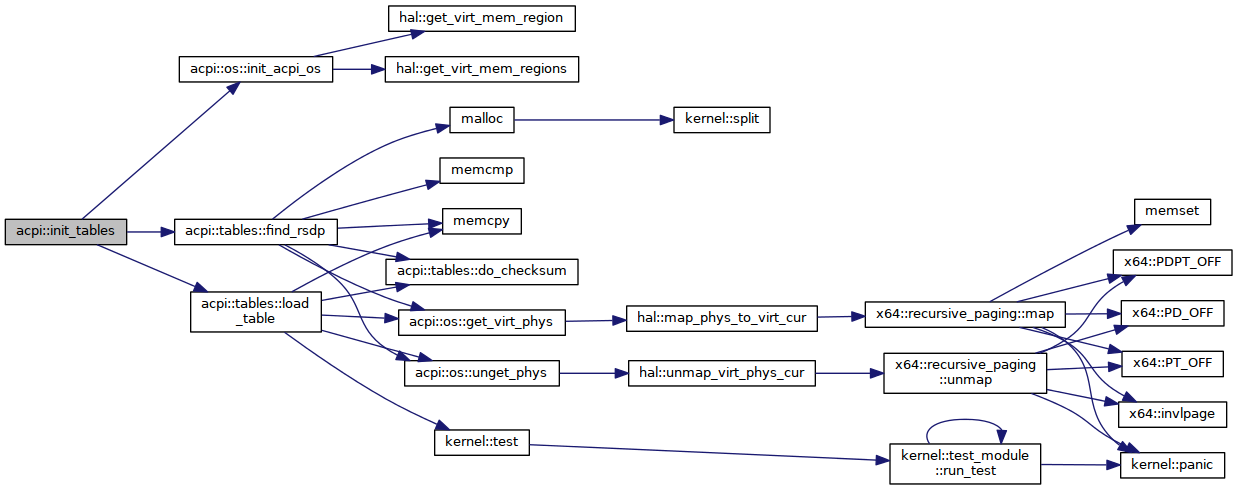 hal::get_virt_mem_region
acpi::os::init_acpi_os
hal::get_virt_mem_regions
malloc
kernel::split
memcmp
memset
memcpy
acpi::init_tables
acpi::tables::find_rsdp
x64::PDPT_OFF
acpi::tables::do_checksum
acpi::tables::load
_table
acpi::os::get_virt_phys
hal::map_phys_to_virt_cur
x64::recursive_paging::map
x64::PD_OFF
x64::PT_OFF
acpi::os::unget_phys
hal::unmap_virt_phys_cur
x64::recursive_paging
::unmap
x64::invlpage
kernel::test
kernel::test_module
::run_test
kernel::panic